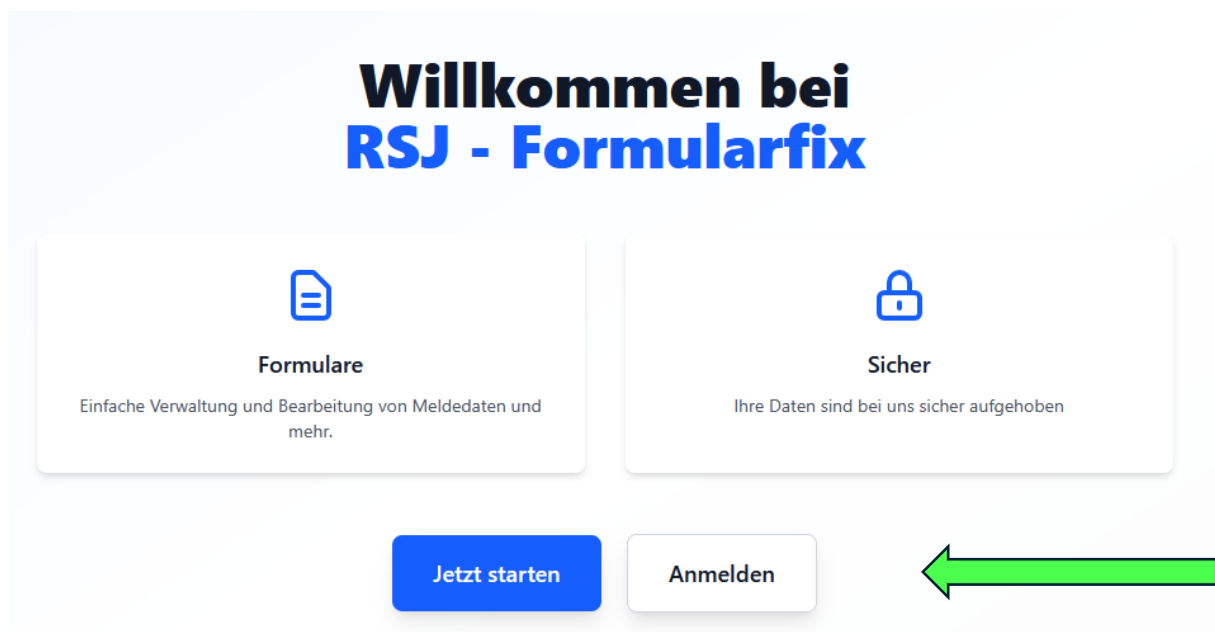 Willkommen bei
RSJ - Formularfix
Formulare
Einfache Verwaltung und Bearbeitung von Meldedaten und
mehr.
Sicher
Ihre Daten sind bei uns sicher aufgehoben
Jetzt starten
Anmelden